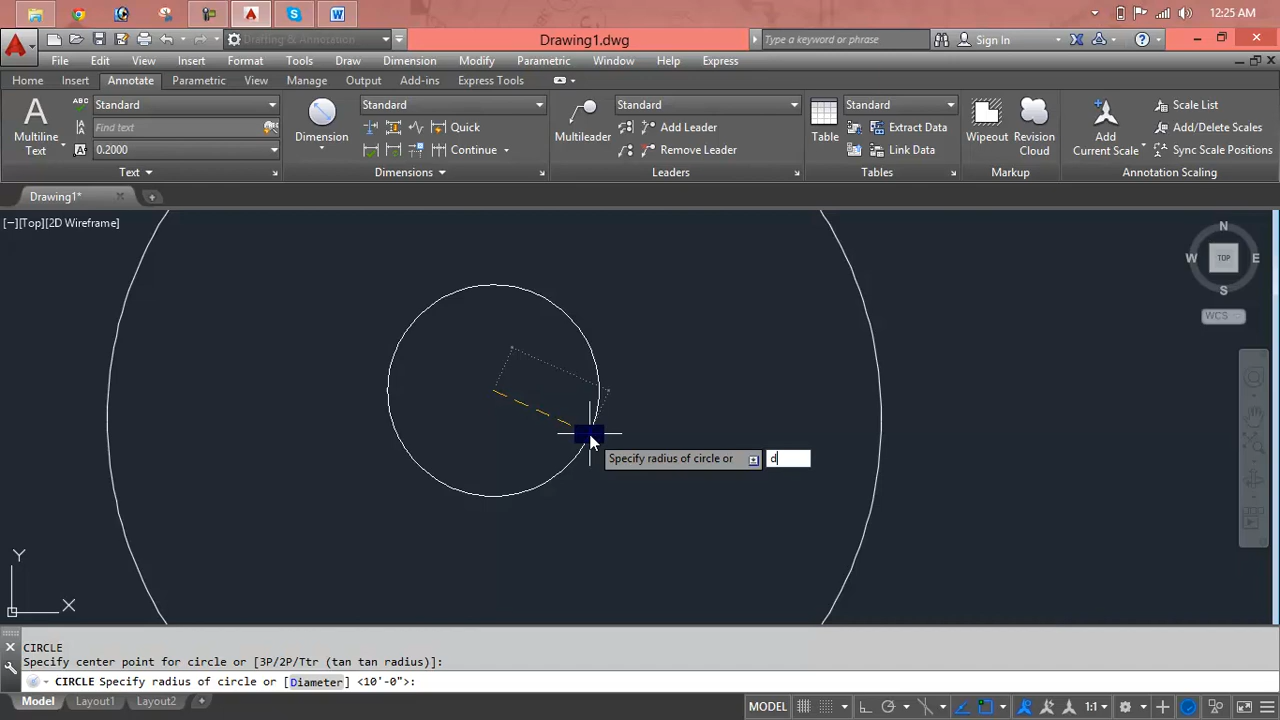 12:25 AM
Drafting & Annotation
Drawing1.dwg
Type a keyword or phrase
Sign In
File Edit View Insert Format Tools Draw Dimension Modify Parametric Window Help Express
Home Insert Annotate Parametric View Manage Output Add-ins Express Tools
Multiline Text
ABC
Standard
Find text
0.2000
Text
Dimension
Standard
Quick
Continue
Dimensions
Multileader
Standard
Add Leader
Remove Leader
Leaders
Table
Standard
Extract Data
Link Data
Tables
Wipeout
Revision Cloud
Markup
Add Current Scale
Scale List
Add/Delete Scales
Sync Scale Positions
Annotation Scaling
Drawing1*
[−][Top][2D Wireframe]
N
W TOP E
S
WCS
Specify radius of circle or d
Y
X
CIRCLE
Specify center point for circle or [3P/2P/Ttr (tan tan radius)]:
CIRCLE Specify radius of circle or [Diameter] <10'-0">:
Model Layout1 Layout2
MODEL 1:1